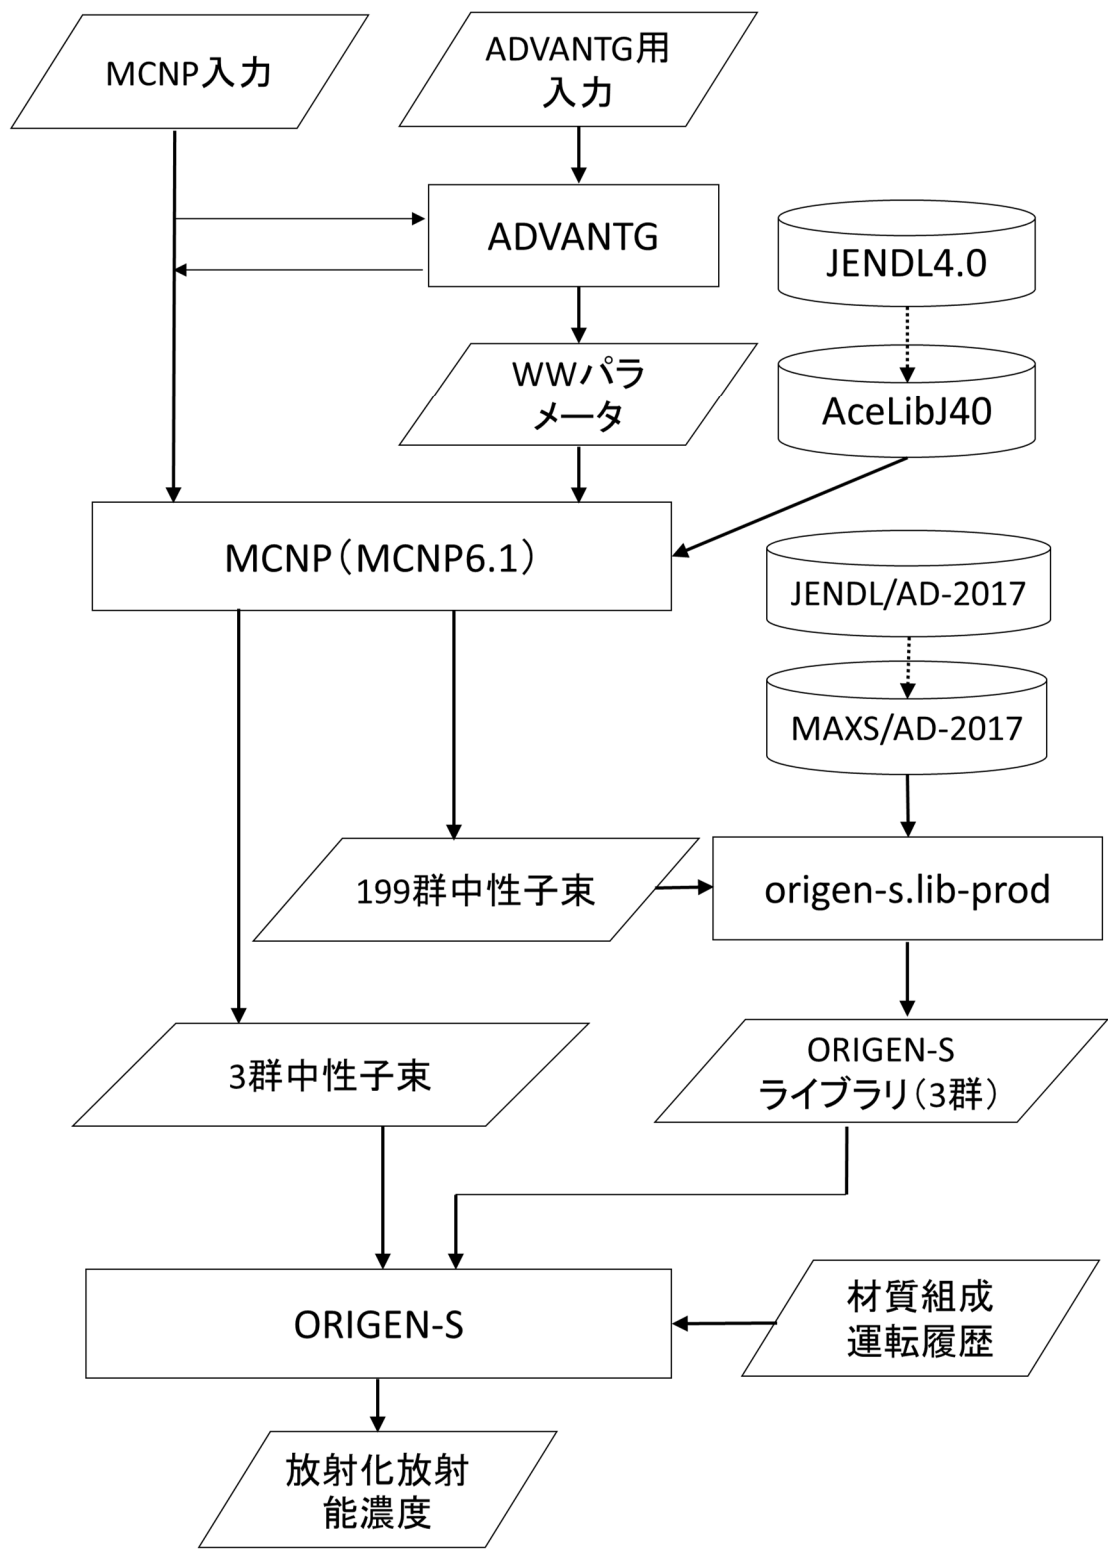 MCNP入力
ADVANTG用
入力
ADVANTG
JENDL4.0
WWパラ
メータ
AceLibJ40
MCNP（MCNP6.1）
JENDL/AD-2017
MAXS/AD-2017
199群中性子束
origen-s.lib-prod
3群中性子束
ORIGEN-S
ライブラリ（3群）
ORIGEN-S
材質組成
運転履歴
放射化放射
能濃度